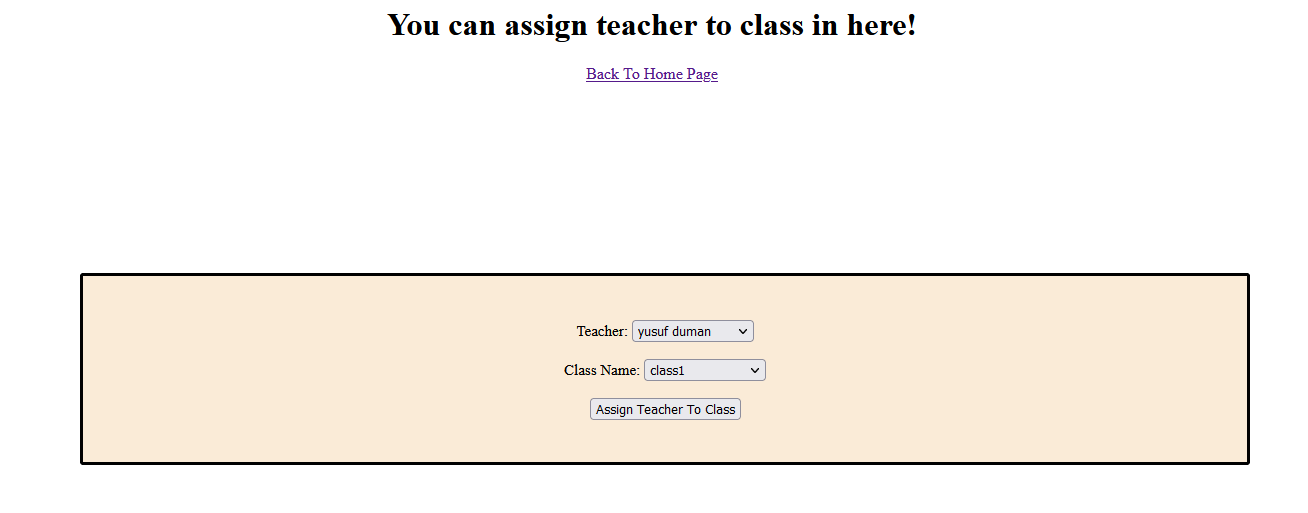 You can assign teacher to class in here!
Back To Home Page
Teacher: yusuf duman
Class Name: class1
Assign Teacher To Class